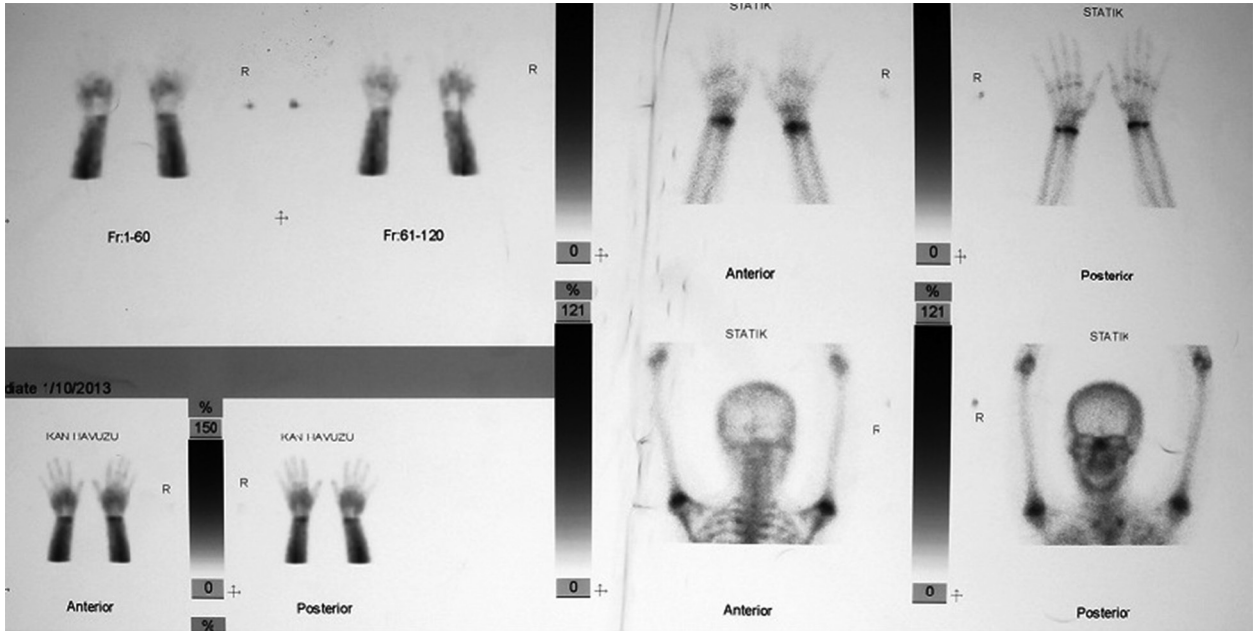 R
R
Fr:1-60
Fr:61-120
0
%
121
0
diate 1/10/2013
%
150
KAN HAVUZU
KAN HAVUZU
R
R
0
%
Anterior
Posterior
STATIK
R
Anterior
0
%
121
STATIK
R
Anterior
0
STATIK
R
Posterior
STATIK
R
Posterior